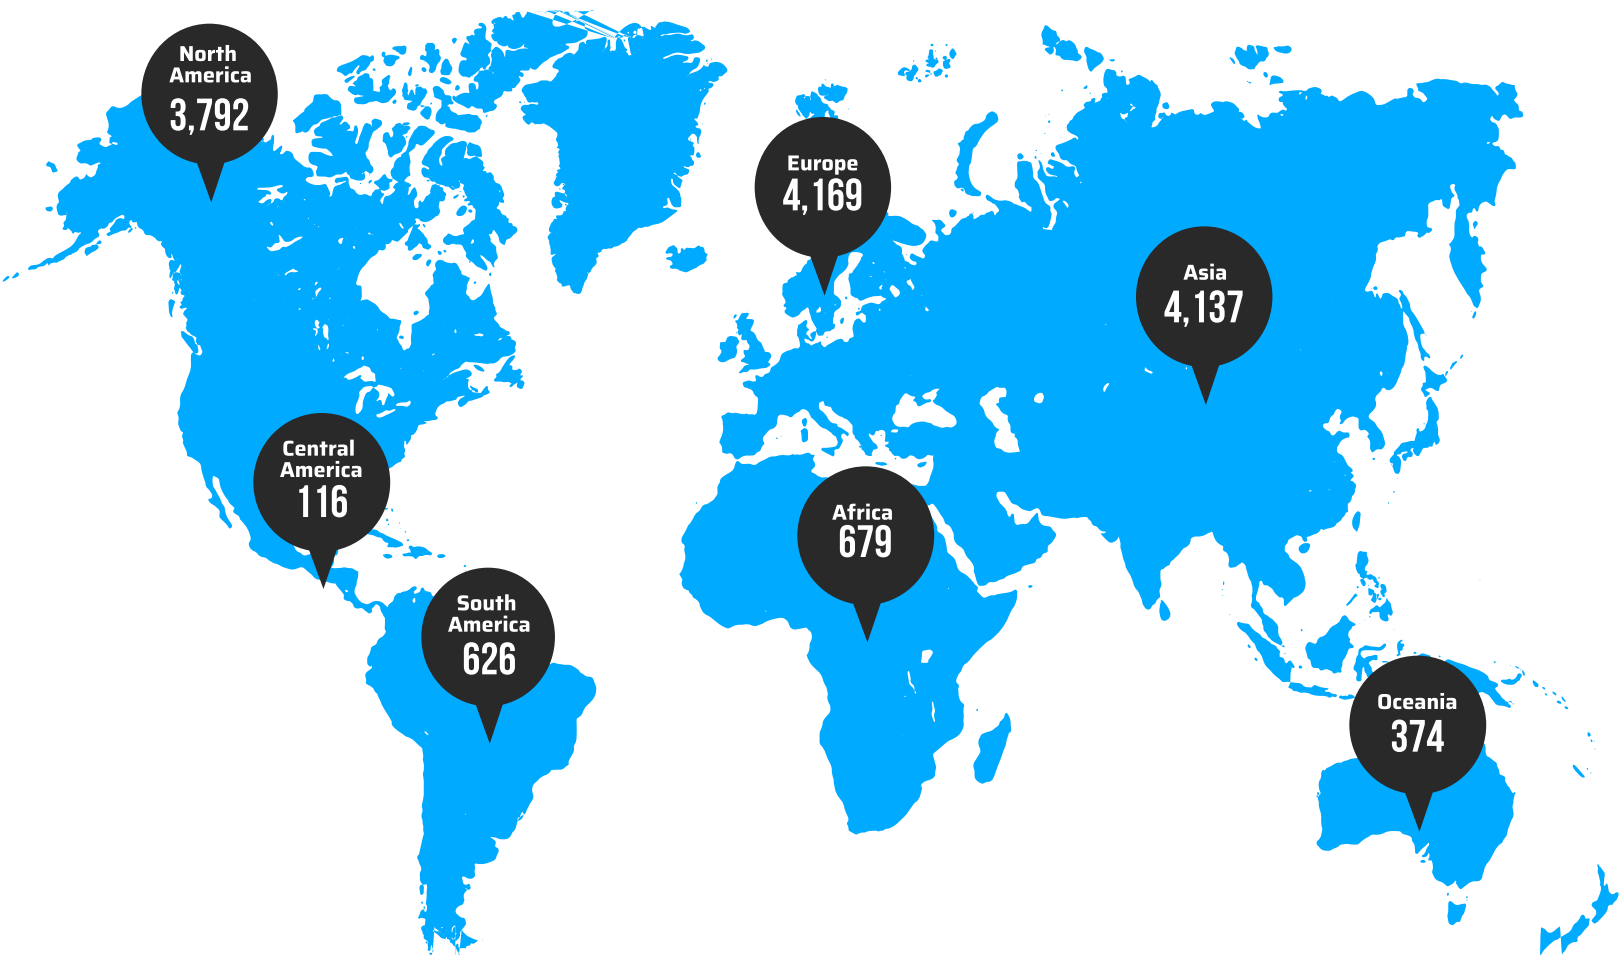 North
America
3,792
Europe
4,169
Asia
4,137
Central
America
116
Africa
679
South
America
626
Oceania
374